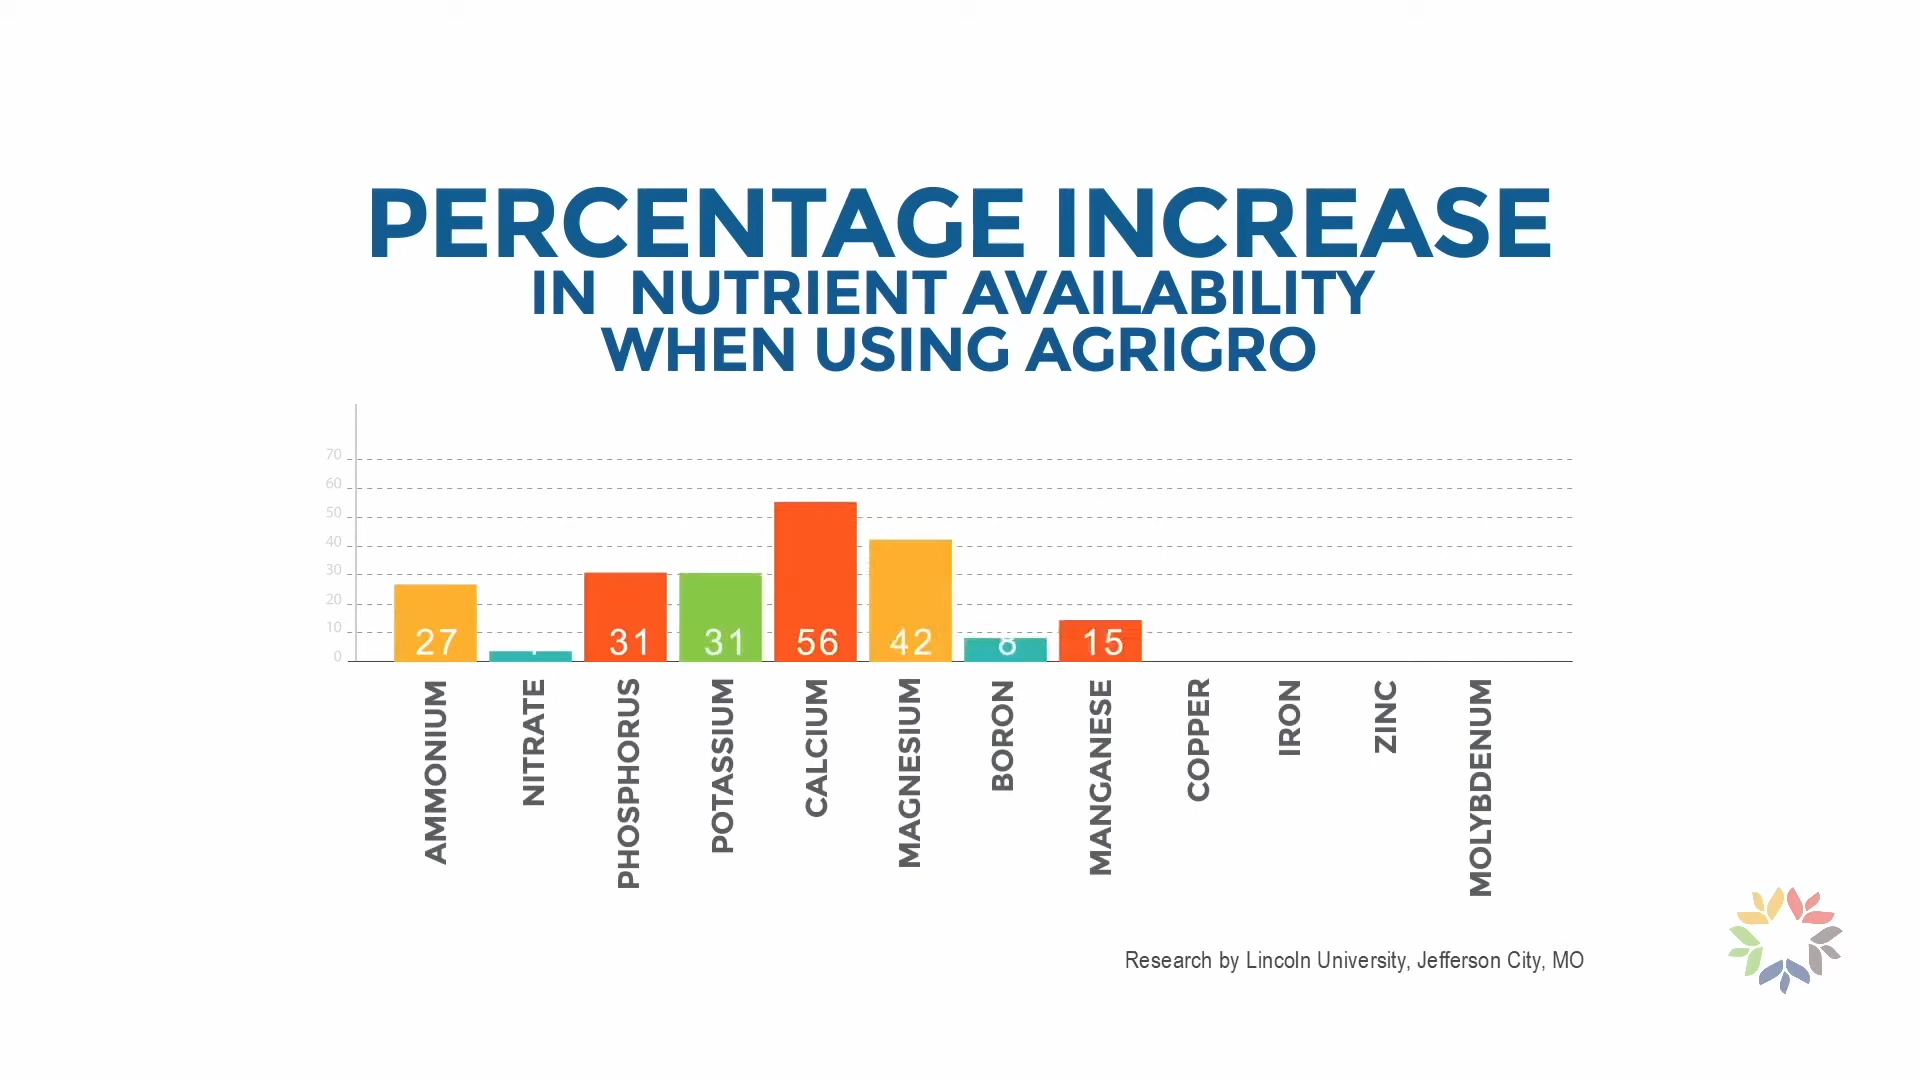 PERCENTAGE INCREASE
IN NUTRIENT AVAILABILITY
WHEN USING AGRIGRO
70
60
50
40
30
20
10
0
27
31
31
56
42
8
15
AMMONIUM
NITRATE
PHOSPHORUS
POTASSIUM
CALCIUM
MAGNESIUM
BORON
MANGANESE
COPPER
IRON
ZINC
MOLYBDENUM
Research by Lincoln University, Jefferson City, MO